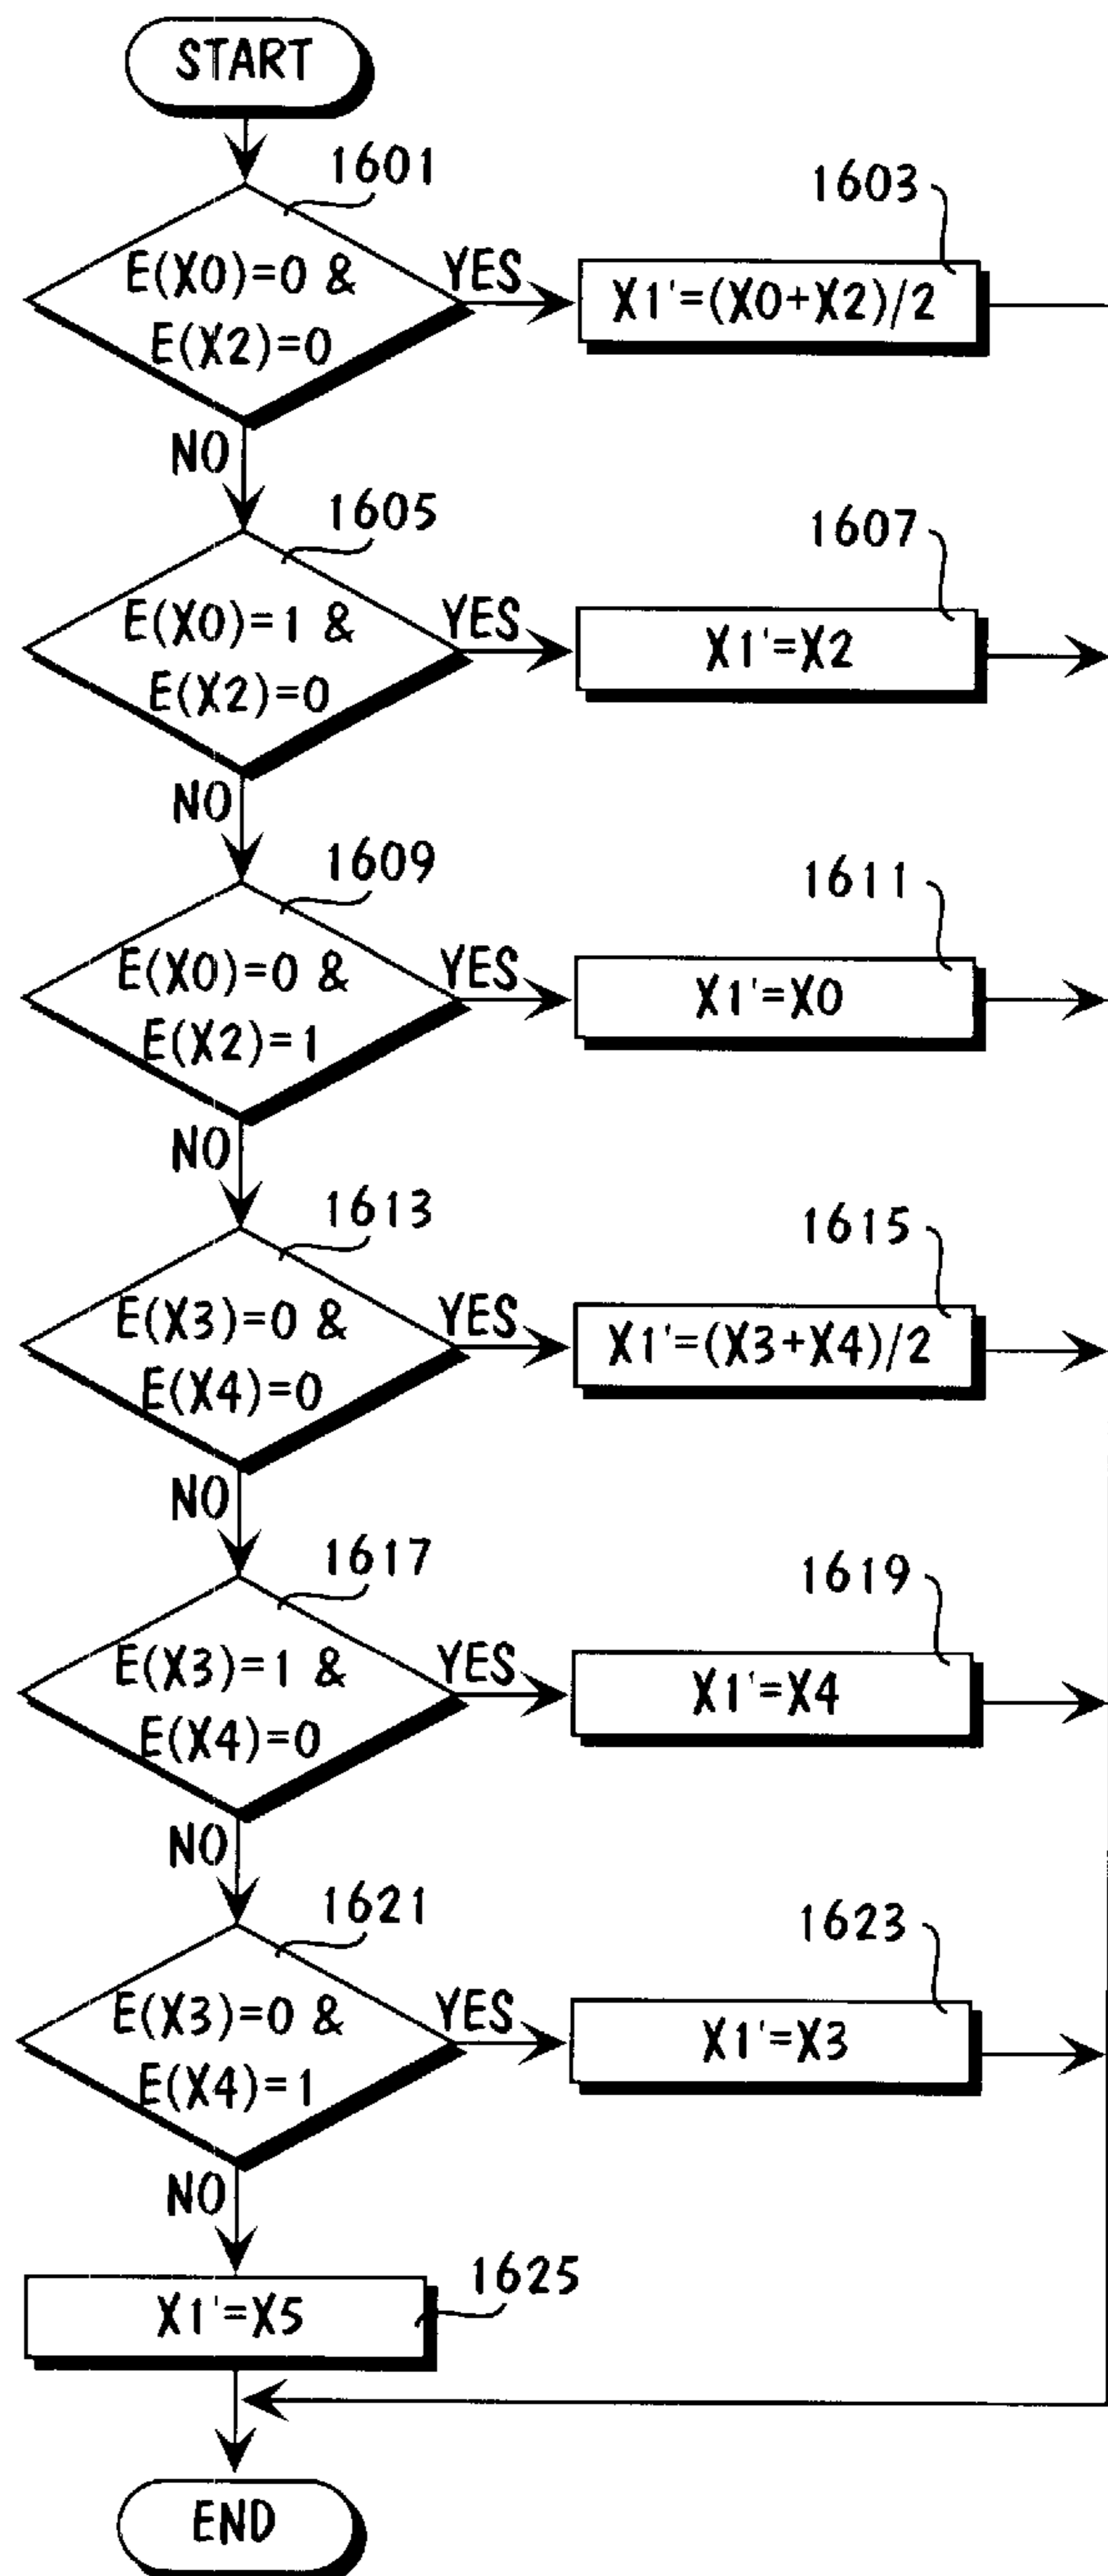 START
1601
E(X0)=0 &
E(X2)=0
YES
1603
X1'=(X0+X2)/2
NO
1605
E(X0)=1 &
E(X2)=0
YES
1607
X1'=X2
NO
1609
E(X0)=0 &
E(X2)=1
YES
1611
X1'=X0
NO
1613
E(X3)=0 &
E(X4)=0
YES
1615
X1'=(X3+X4)/2
NO
1617
E(X3)=1 &
E(X4)=0
YES
1619
X1'=X4
NO
1621
E(X3)=0 &
E(X4)=1
YES
1623
X1'=X3
NO
1625
X1'=X5
END